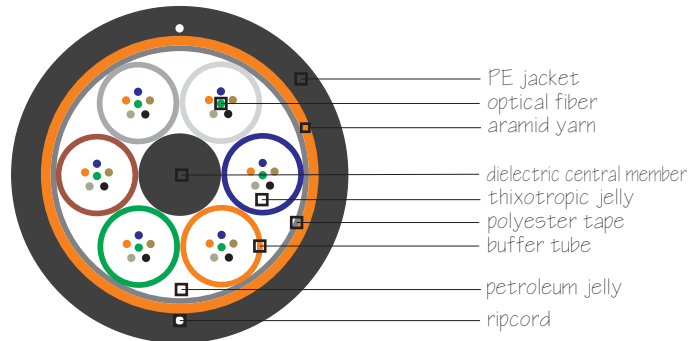 PE jacket
optical fiber
aramid yarn
dielectric central member
thixotropic jelly
polyester tape
buffer tube
petroleum jelly
ripcord